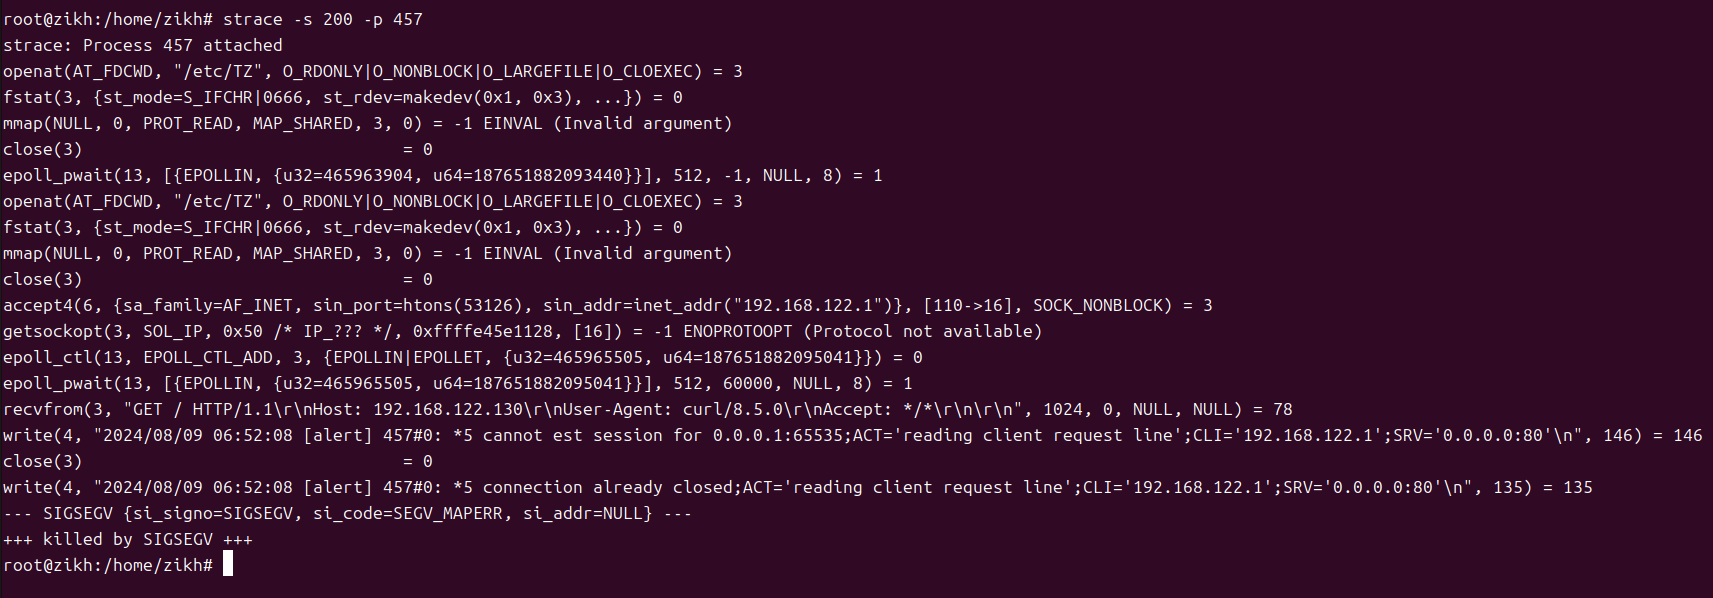 root@zikh:/home/zikh# strace -s 200 -p 457
strace: Process 457 attached
openat(AT_FDCWD, "/etc/TZ", O_RDONLY|O_NONBLOCK|O_LARGEFILE|O_CLOEXEC) = 3
fstat(3, {st_mode=S_IFCHR|0666, st_rdev=makedev(0x1, 0x3), ...}) = 0
mmap(NULL, 0, PROT_READ, MAP_SHARED, 3, 0) = -1 EINVAL (Invalid argument)
close(3)                                = 0
epoll_pwait(13, [{EPOLLIN, {u32=465963904, u64=187651882093440}}], 512, -1, NULL, 8) = 1
openat(AT_FDCWD, "/etc/TZ", O_RDONLY|O_NONBLOCK|O_LARGEFILE|O_CLOEXEC) = 3
fstat(3, {st_mode=S_IFCHR|0666, st_rdev=makedev(0x1, 0x3), ...}) = 0
mmap(NULL, 0, PROT_READ, MAP_SHARED, 3, 0) = -1 EINVAL (Invalid argument)
close(3)                                = 0
accept4(6, {sa_family=AF_INET, sin_port=htons(53126), sin_addr=inet_addr("192.168.122.1")}, [110->16], SOCK_NONBLOCK) = 3
getsockopt(3, SOL_IP, 0x50 /* IP_??? */, 0xffffe45e1128, [16]) = -1 ENOPROTOOPT (Protocol not available)
epoll_ctl(13, EPOLL_CTL_ADD, 3, {EPOLLIN|EPOLLET, {u32=465965505, u64=187651882095041}}) = 0
epoll_pwait(13, [{EPOLLIN, {u32=465965505, u64=187651882095041}}], 512, 60000, NULL, 8) = 1
recvfrom(3, "GET / HTTP/1.1\r\nHost: 192.168.122.130\r\nUser-Agent: curl/8.5.0\r\nAccept: */*\r\n\r\n", 1024, 0, NULL, NULL) = 78
write(4, "2024/08/09 06:52:08 [alert] 457#0: *5 cannot est session for 0.0.0.1:65535;ACT='reading client request line';CLI='192.168.122.1';SRV='0.0.0.0:80'\n", 146) = 146
close(3)                                = 0
write(4, "2024/08/09 06:52:08 [alert] 457#0: *5 connection already closed;ACT='reading client request line';CLI='192.168.122.1';SRV='0.0.0.0:80'\n", 135) = 135
--- SIGSEGV {si_signo=SIGSEGV, si_code=SEGV_MAPERR, si_addr=NULL} ---
+++ killed by SIGSEGV +++
root@zikh:/home/zikh#